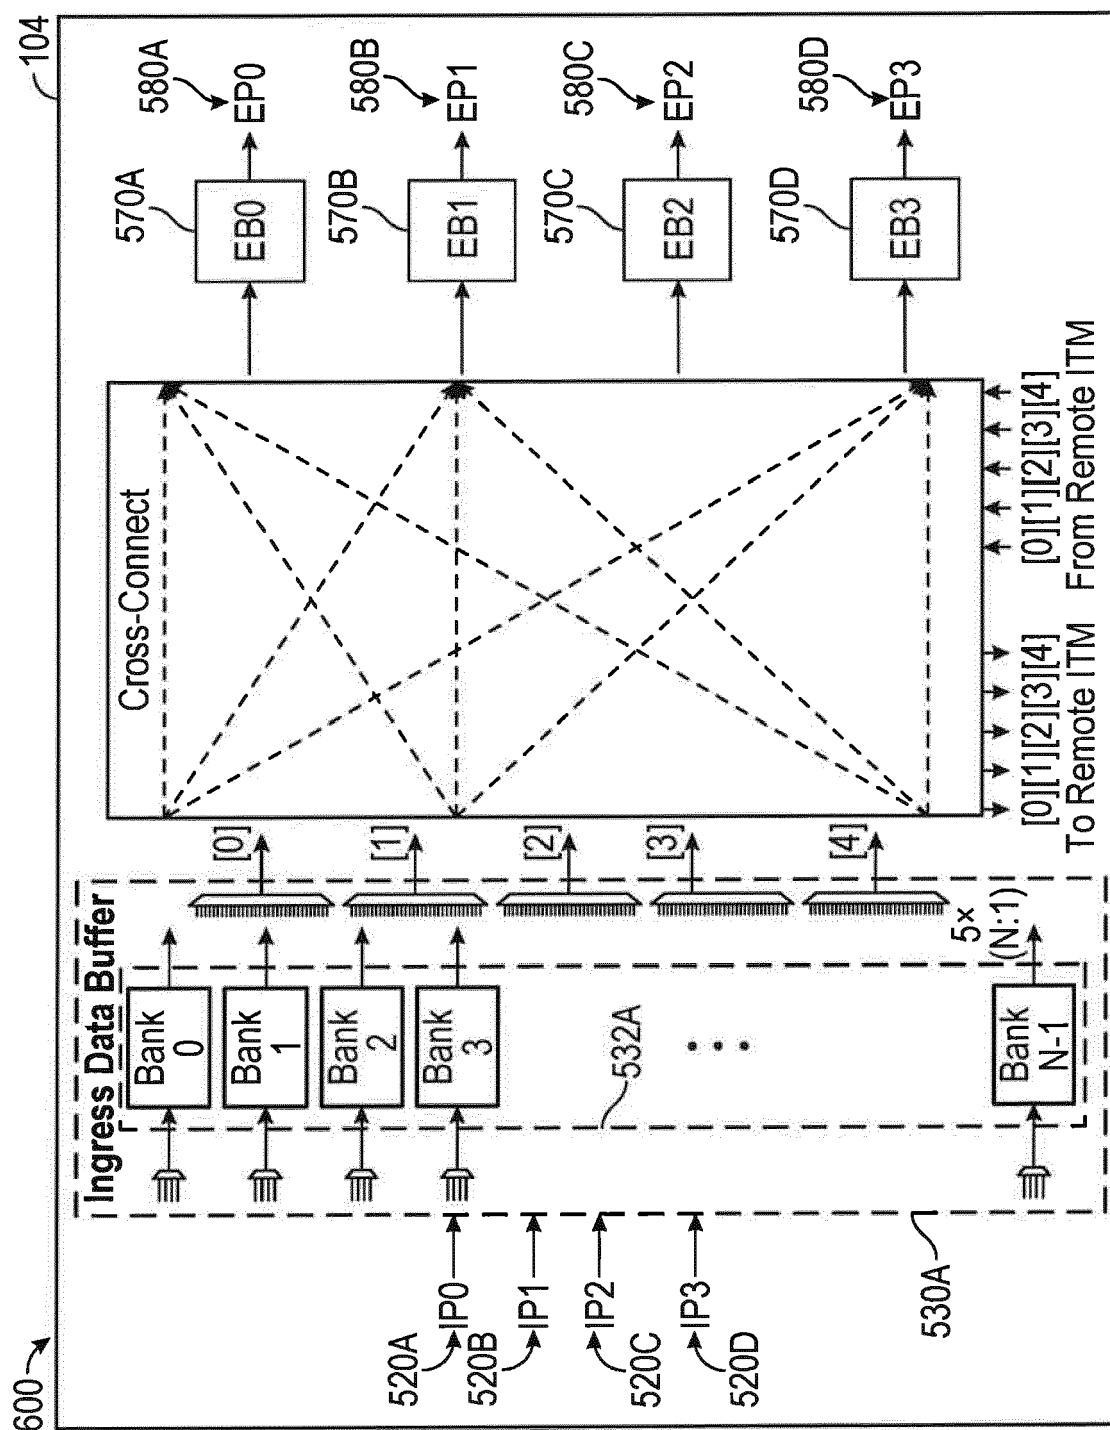 600
104
Ingress Data Buffer
Cross-Connect
520A
IP0
520B
IP1
520C
IP2
520D
IP3
530A
532A
Bank
0
Bank
1
Bank
2
Bank
3
Bank
N-1
5×
(N:1)
[0]
[1]
[2]
[3]
[4]
[0][1][2][3][4]
To Remote ITM
[0][1][2][3][4]
From Remote ITM
570A
EB0
580A
EP0
570B
EB1
580B
EP1
570C
EB2
580C
EP2
570D
EB3
580D
EP3